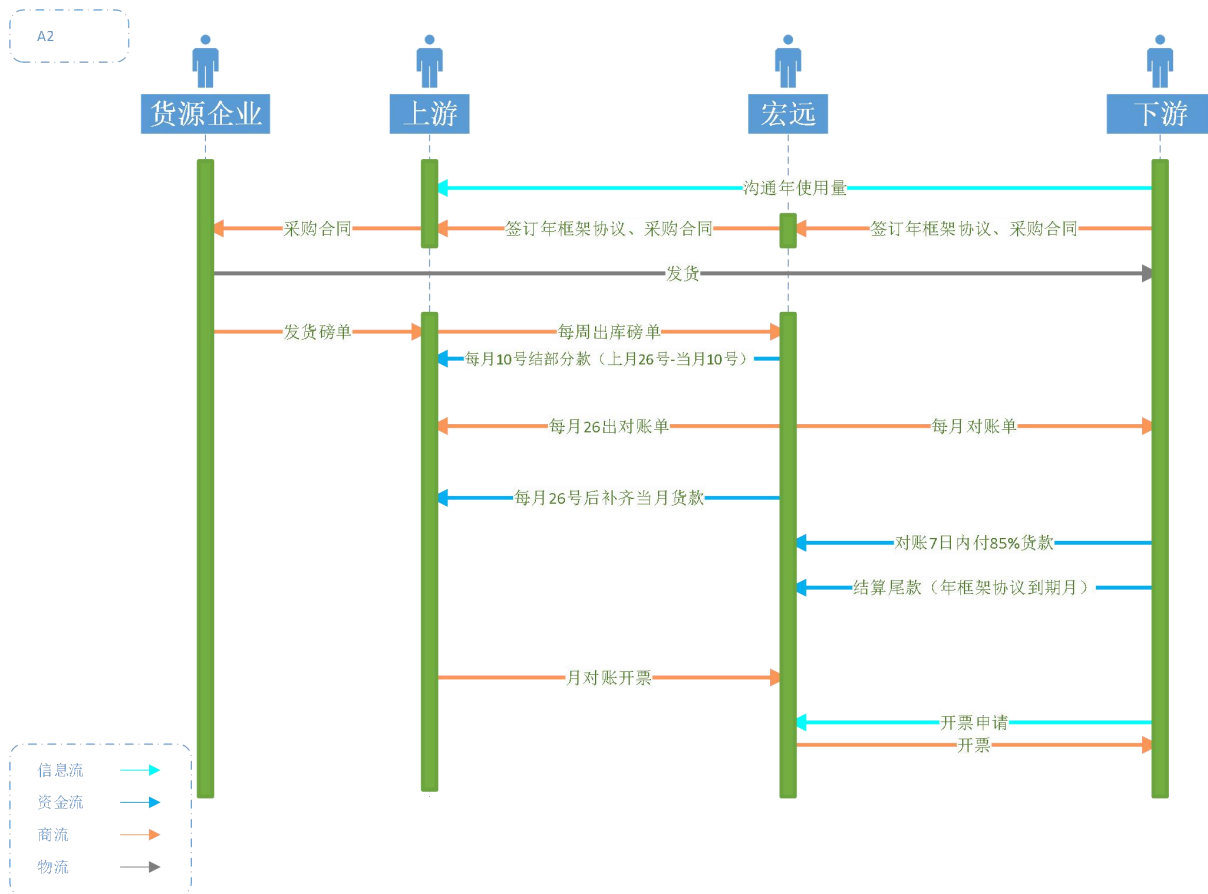 A2
货源企业
上游
宏远
下游
沟通年使用量
采购合同
签订年框架协议、采购合同
签订年框架协议、采购合同
发货
发货磅单
每周出库磅单
每月10号结部分款（上月26号-当月10号）
每月26出对账单
每月对账单
每月26号后补齐当月货款
对账7日内付85%货款
结算尾款（年框架协议到期月）
月对账开票
开票申请
开票
信息流
资金流
商流
物流